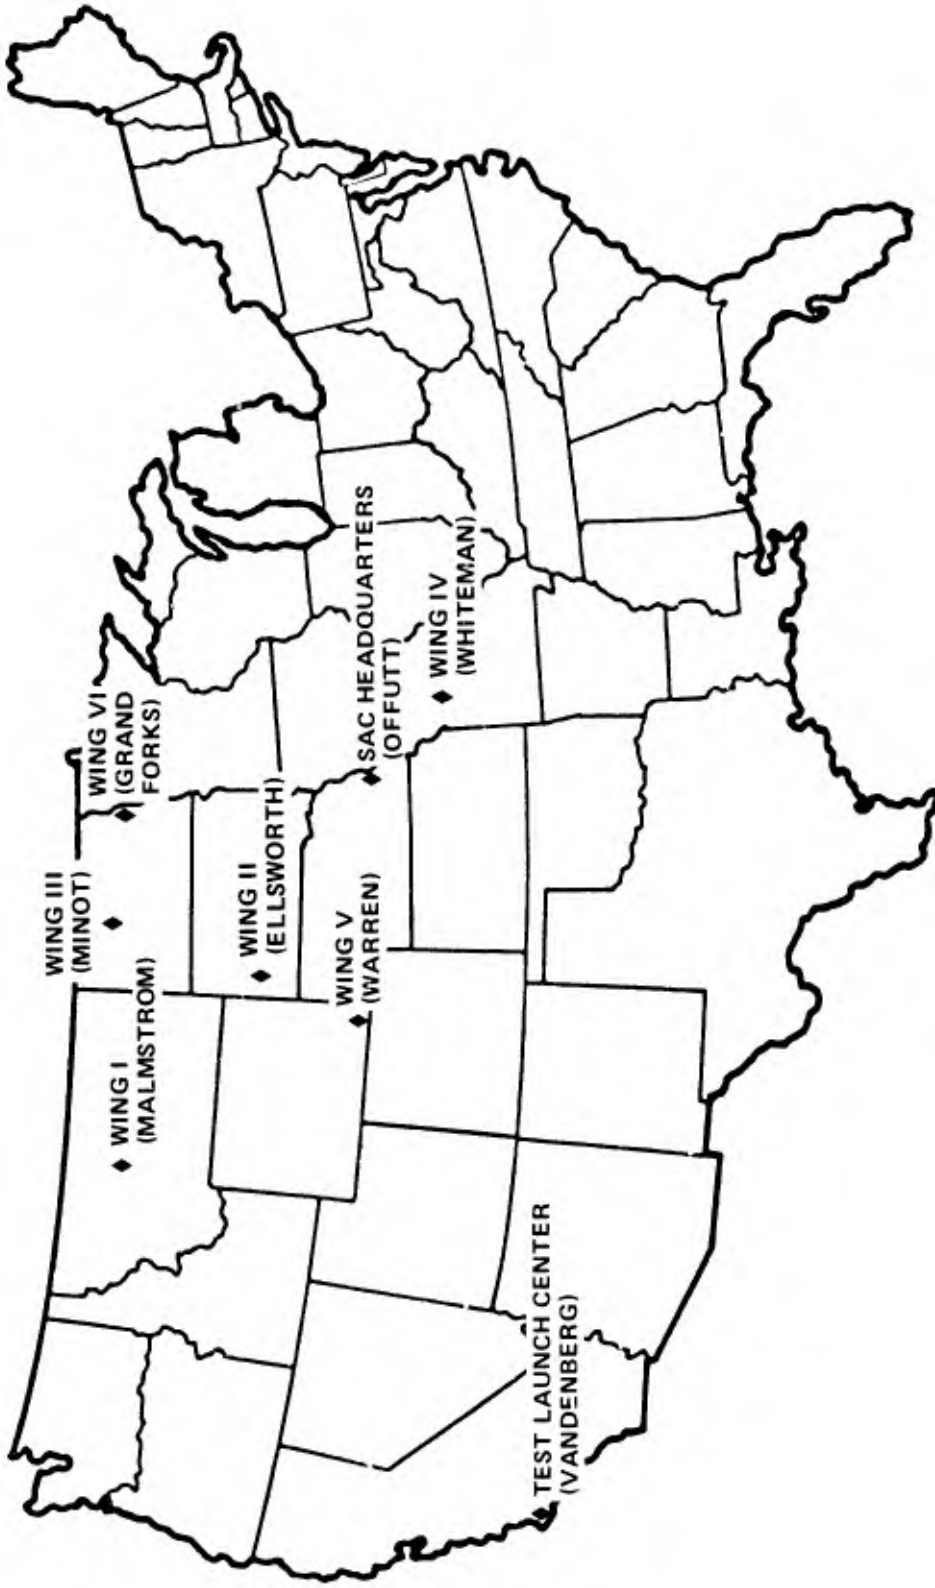 WING III
(MINOT)
WING VI
(GRAND
FORKS)
WING I
(MALMSTROM)
WING II
(ELLSWORTH)
WING V
(WARREN)
SAC HEADQUARTERS
(OFFUTT)
WING IV
(WHITEMAN)
TEST LAUNCH CENTER
(VANDENBERG)